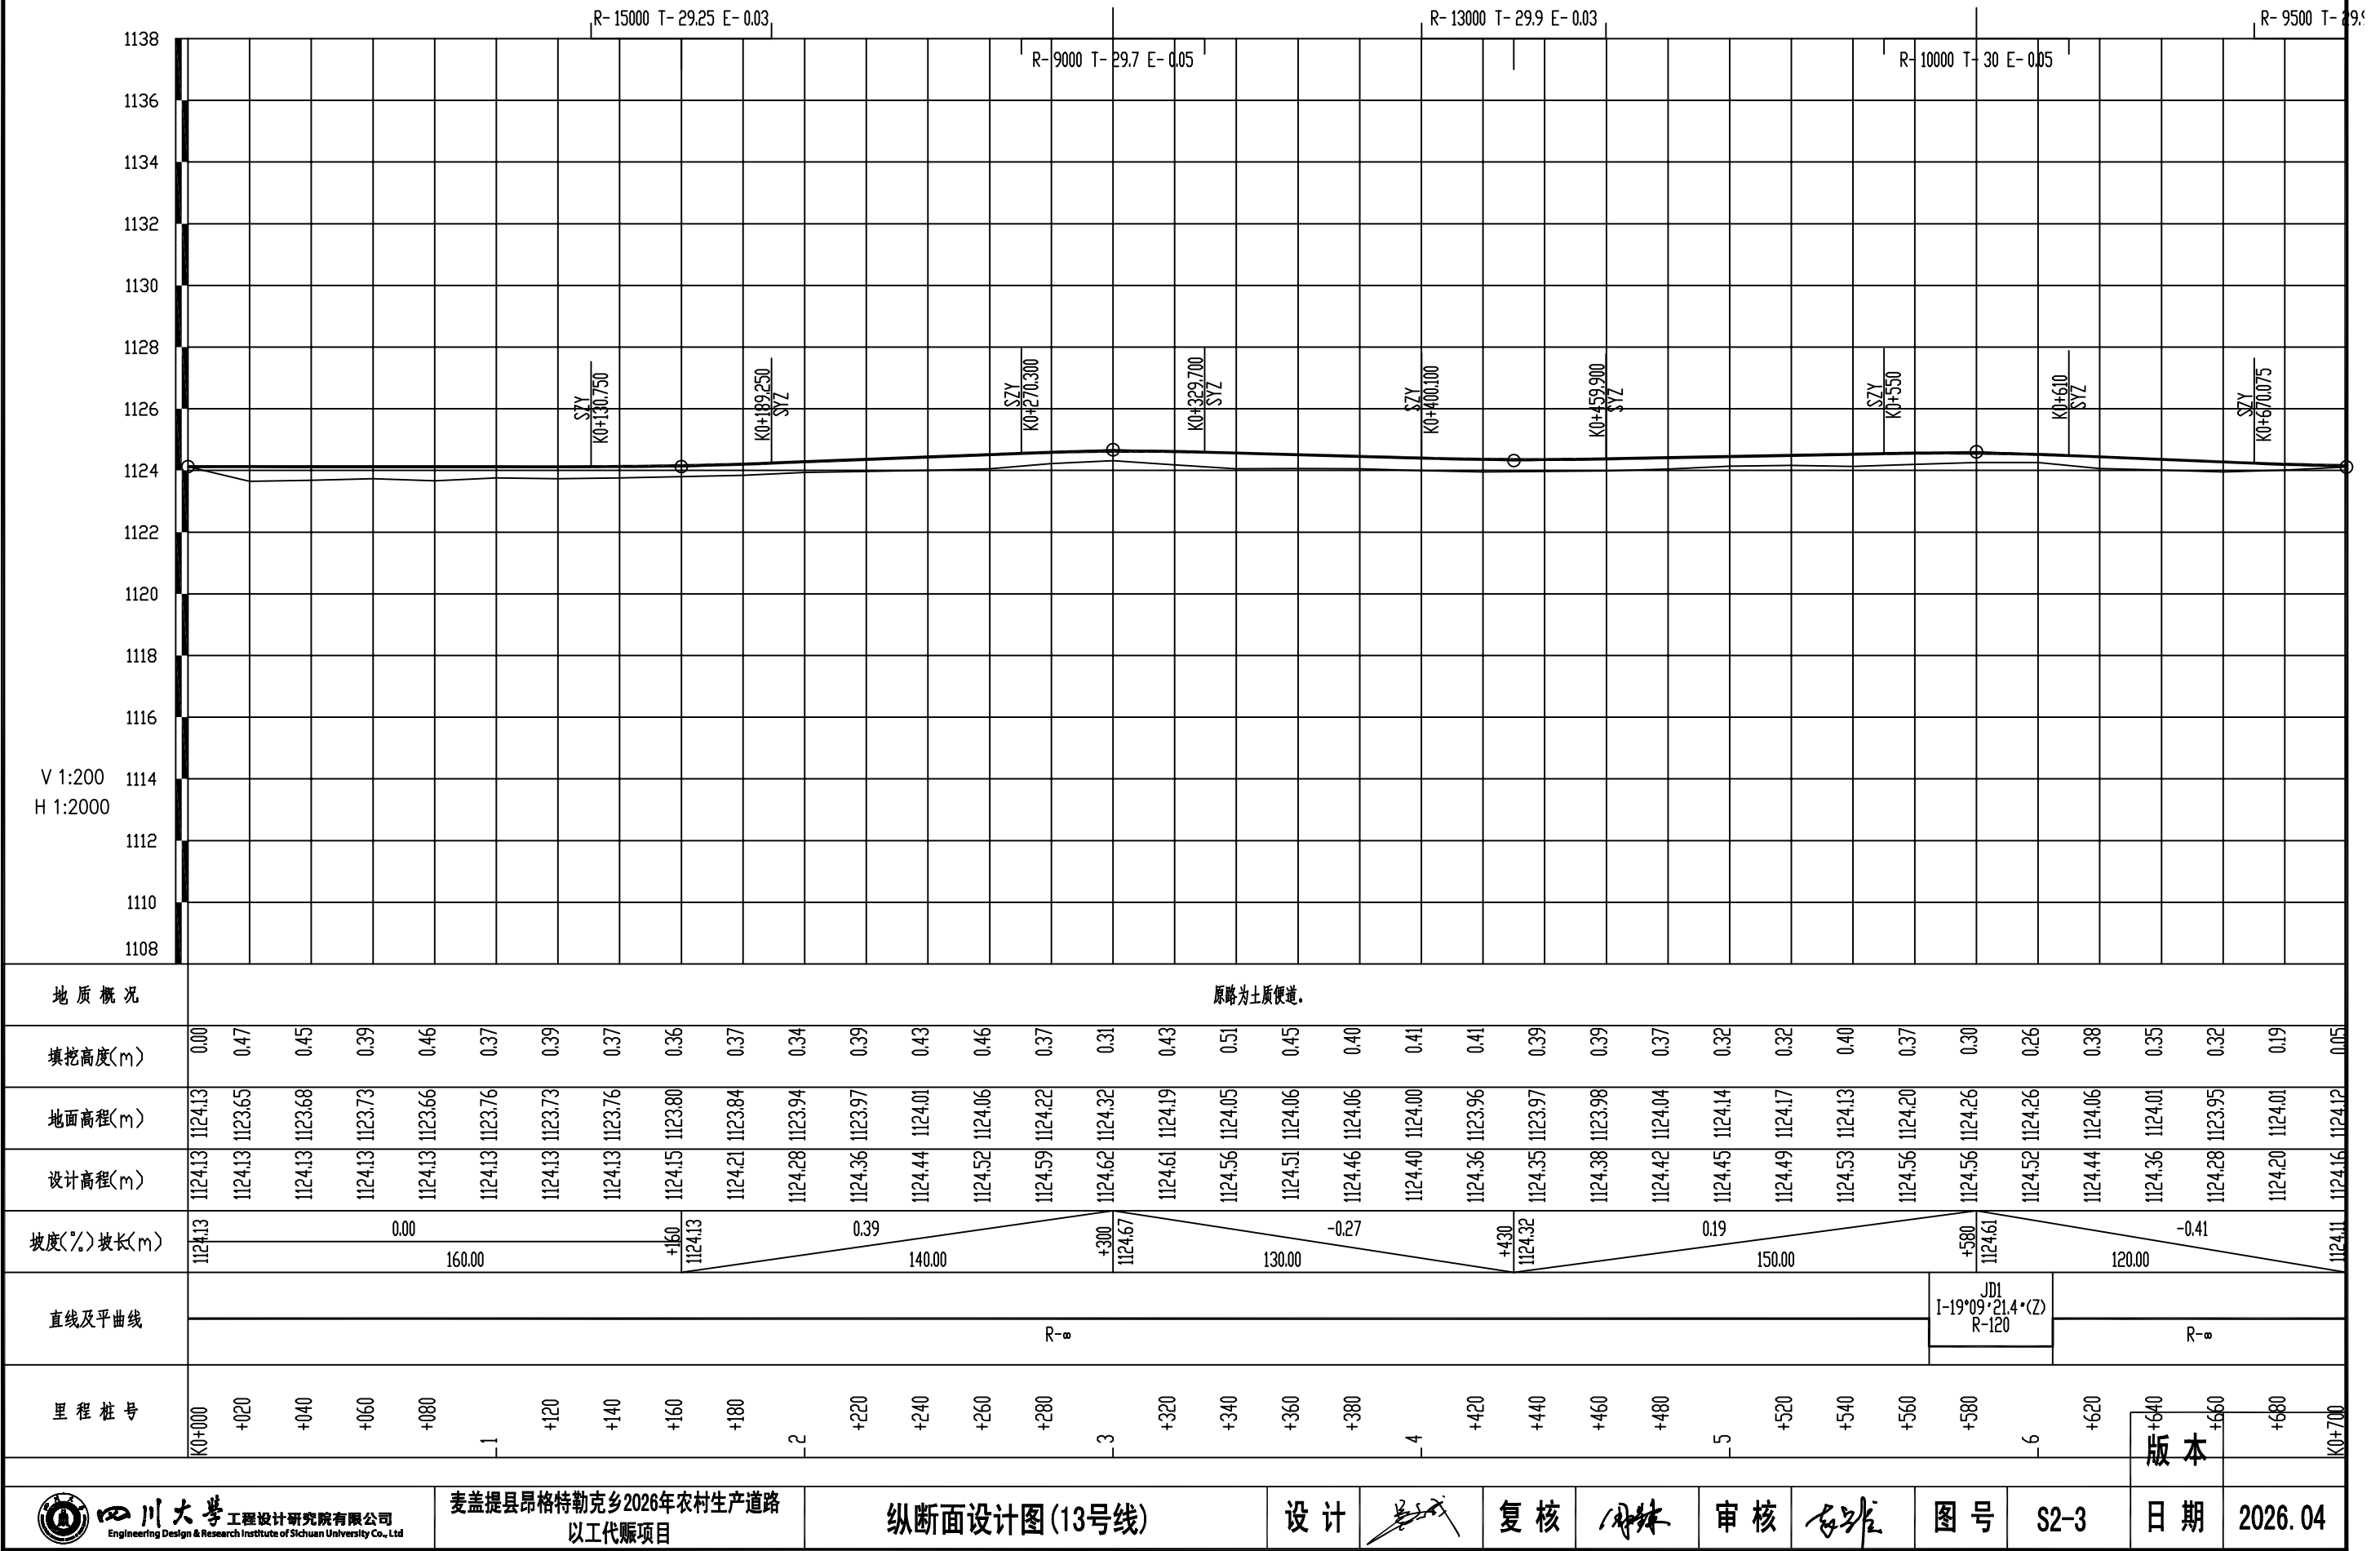 R- 15000 T- 29.25 E- 0.03
R- 9000 T- 29.7 E- 0.05
R- 13000 T- 29.9 E- 0.03
R- 10000 T- 30 E- 0.05
R- 9500 T- 29.9
1138
1136
1134
1132
1130
1128
1126
1124
1122
1120
1118
1116
1114
1112
1110
1108
V 1:200
H 1:2000
SZY
K0+130.750
K0+189.250
SYZ
SZY
K0+270.300
K0+329.700
SYZ
SZY
K0+400.100
K0+459.900
SYZ
SZY
K0+550
K0+610
SYZ
SZY
K0+670.075
地质概况
原路为土质便道.
填挖高度(m)
0.00 0.47 0.45 0.39 0.46 0.37 0.39 0.37 0.36 0.37 0.34 0.39 0.43 0.46 0.37 0.31 0.43 0.51 0.45 0.40 0.41 0.41 0.39 0.39 0.37 0.32 0.32 0.40 0.37 0.30 0.26 0.38 0.35 0.32 0.19 0.05
地面高程(m)
1124.13 1123.65 1123.68 1123.73 1123.66 1123.76 1123.73 1123.76 1123.80 1123.84 1123.94 1123.97 1124.01 1124.06 1124.22 1124.32 1124.19 1124.05 1124.06 1124.06 1124.00 1123.96 1123.97 1123.98 1124.04 1124.14 1124.17 1124.13 1124.20 1124.26 1124.26 1124.06 1124.01 1123.95 1124.01 1124.12
设计高程(m)
1124.13 1124.13 1124.13 1124.13 1124.13 1124.13 1124.13 1124.13 1124.15 1124.21 1124.28 1124.36 1124.44 1124.52 1124.59 1124.62 1124.61 1124.56 1124.51 1124.46 1124.40 1124.36 1124.35 1124.38 1124.42 1124.45 1124.49 1124.53 1124.56 1124.56 1124.52 1124.44 1124.36 1124.28 1124.20 1124.16
坡度(%)坡长(m)
1124.13
0.00
160.00
+160
1124.13
0.39
140.00
+300
1124.67
-0.27
130.00
+430
1124.32
0.19
150.00
+580
1124.61
-0.41
120.00
1124.11
直线及平曲线
R-∞
JD1
I-19°09'21.4"(Z)
R-120
R-∞
里程桩号
K0+000 +020 +040 +060 +080 1 +120 +140 +160 +180 2 +220 +240 +260 +280 3 +320 +340 +360 +380 4 +420 +440 +460 +480 5 +520 +540 +560 +580 6 +620 +640 +660 +680 K0+700
版本
四川大学工程设计研究院有限公司
Engineering Design & Research Institute of Sichuan University Co., Ltd
麦盖提县昂格特勒克乡2026年农村生产道路
以工代赈项目
纵断面设计图(13号线)
设计
复核
审核
图号
S2-3
日期
2026.04